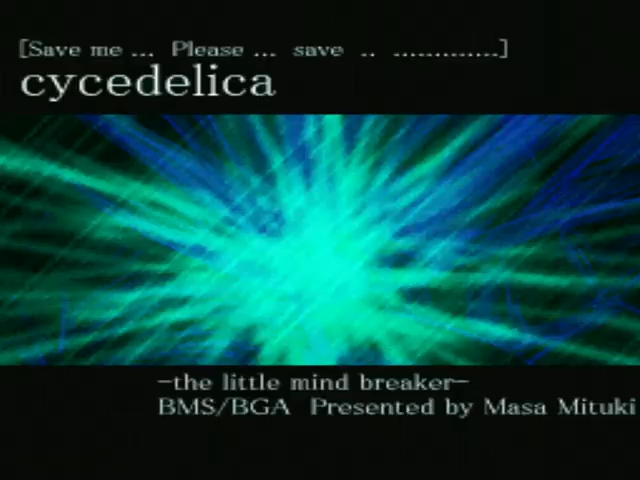 [Save me ... Please ... save .. .............]
cycedelica
-the little mind breaker-
BMS/BGA Presented by Masa Mituki